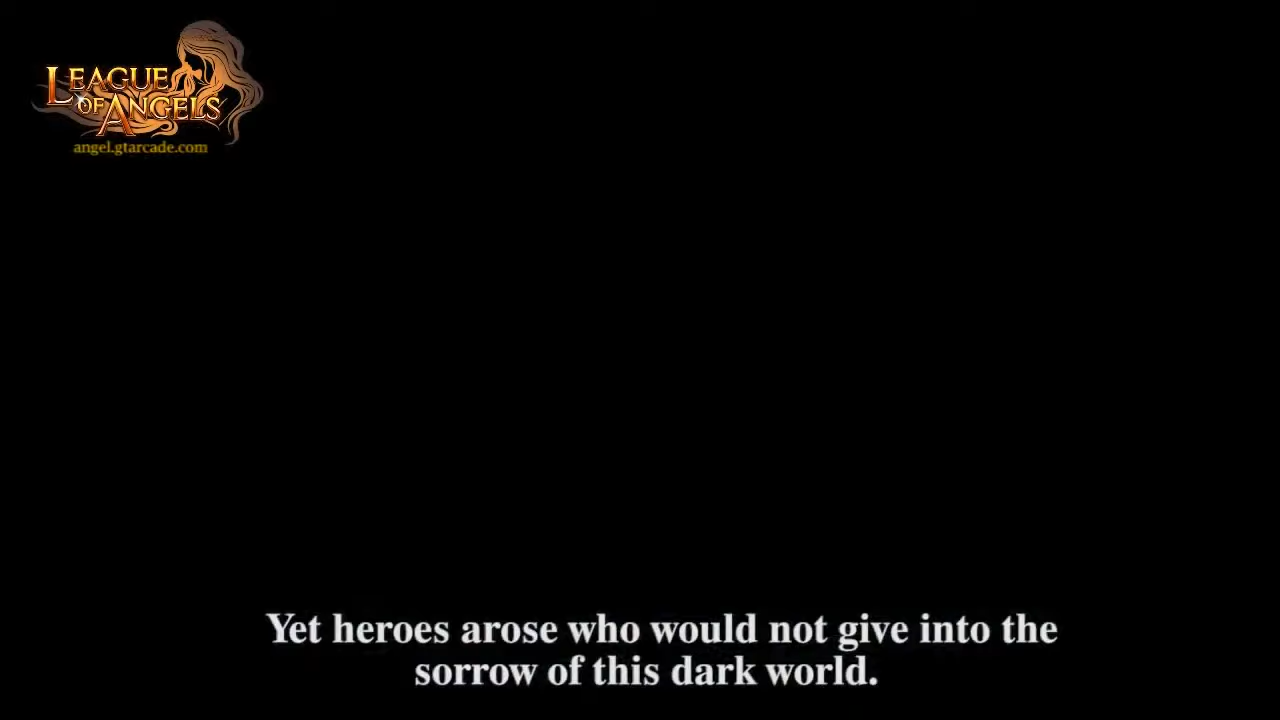 LEAGUE
OF ANGELS
angel.gtarcade.com
Yet heroes arose who would not give into the
sorrow of this dark world.